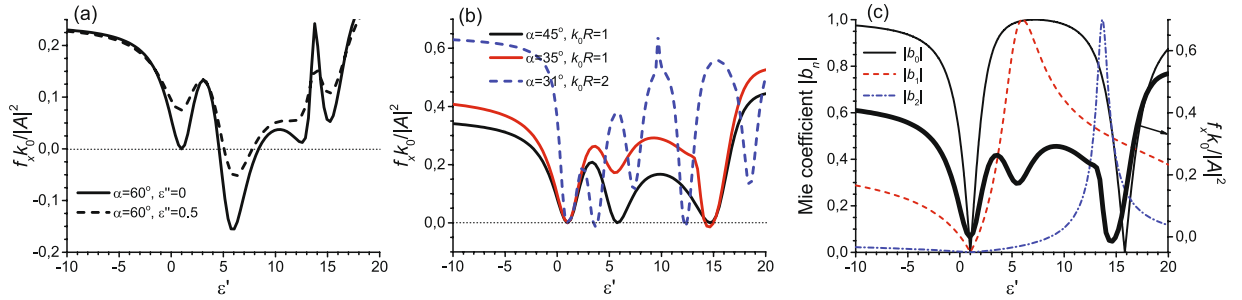 (a)
0,2
0,1
0,0
-0,1
-0,2
f_x k_0/|A|^2
α=60°, ε''=0
α=60°, ε''=0.5
-10 -5 0 5 10 15 20
ε'
(b)
0,6
0,4
0,2
0,0
f_x k_0/|A|^2
α=45°, k_0R=1
α=35°, k_0R=1
α=31°, k_0R=2
-10 -5 0 5 10 15 20
ε'
(c)
1,0
0,8
0,6
0,4
0,2
0,0
Mie coefficient |b_n|
|b_0|
|b_1|
|b_2|
0,6
0,4
0,2
0,0
f_x k_0/|A|^2
-10 -5 0 5 10 15 20
ε'